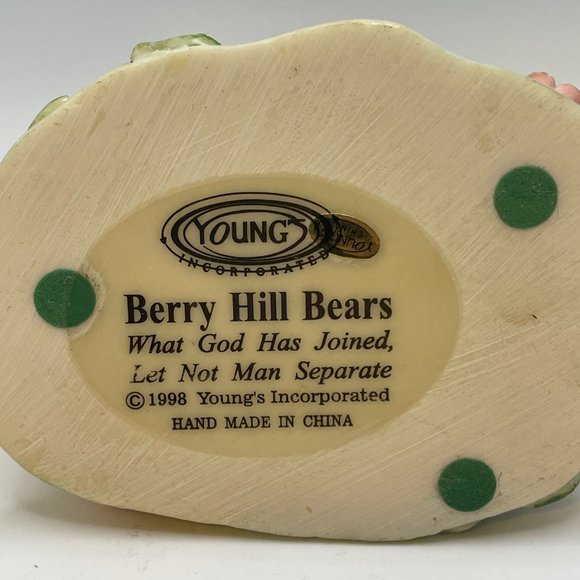 YOUNG'S
INCORPORATED
Berry Hill Bears
What God Has Joined,
Let Not Man Separate
©1998 Young's Incorporated
HAND MADE IN CHINA